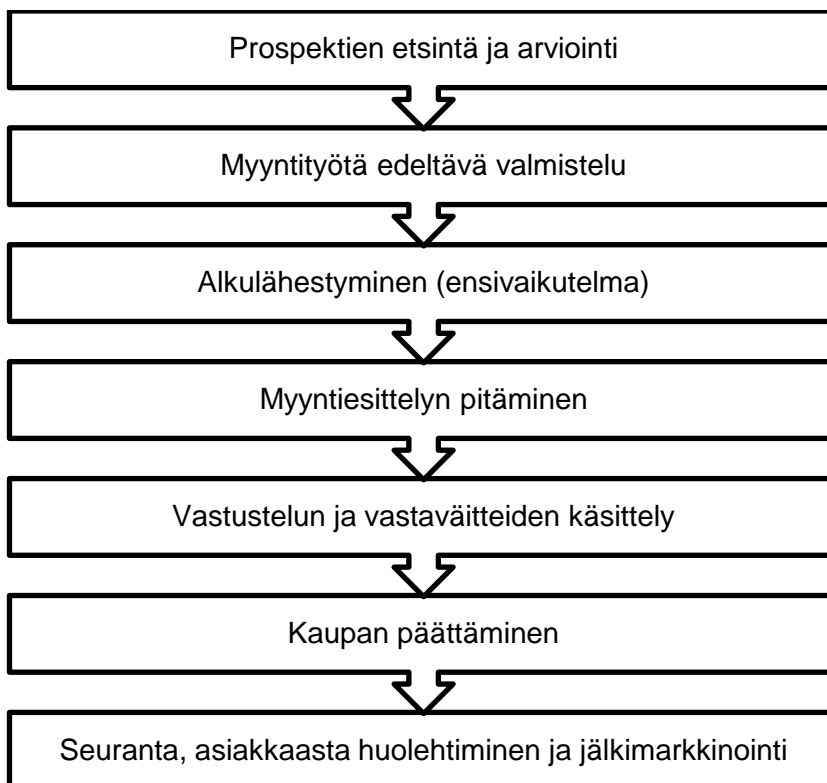 Prospektien etsintä ja arviointi
Myyntityötä edeltävä valmistelu
Alkulähestyminen (ensivaikutelma)
Myyntiesittelyn pitäminen
Vastustelun ja vastaväitteiden käsittely
Kaupan päättäminen
Seuranta, asiakkaasta huolehtiminen ja jälkimarkkinointi